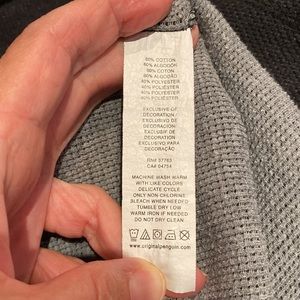 60% COTTON
60% ALGODÓN
60% COTON
60% ALGODÃO
40% POLYESTER
40% POLIÉSTER
40% POLYESTER
40% POLIÉSTER
EXCLUSIVE OF
DECORATION
EXCLUSIVO DE
DECORACIÓN
EXCLUSIF DE
DÉCORATION
EXCLUSIVO PARA
DECORAÇÃO
RN# 37763
CA# 04754
MACHINE WASH WARM
WITH LIKE COLORS
DELICATE CYCLE
ONLY NON-CHLORINE
BLEACH WHEN NEEDED
TUMBLE DRY LOW
WARM IRON IF NEEDED
DO NOT DRY CLEAN
www.originalpenguin.com